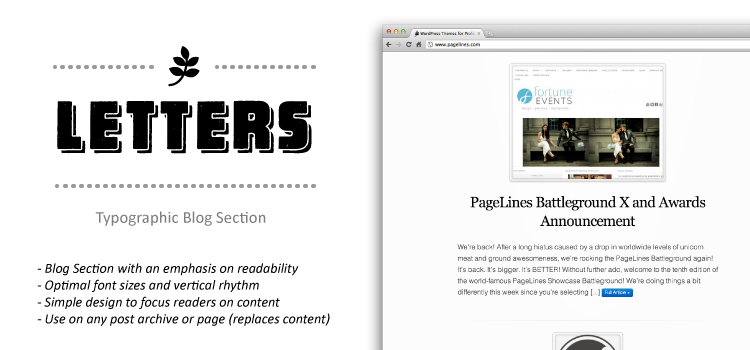 LETTERS
Typographic Blog Section
- Blog Section with an emphasis on readability
- Optimal font sizes and vertical rhythm
- Simple design to focus readers on content
- Use on any post archive or page (replaces content)
WordPress Themes for Profe
www.pagelines.com
fortune
EVENTS
PageLines Battleground X and Awards
Announcement
We're back! After a long hiatus caused by a drop in worldwide levels of unicorn
meat and ground awesomeness, we're rocking the PageLines Battleground again!
It's back. It's bigger. It's BETTER! Without further ado, welcome to the tenth edition of
the world-famous PageLines Showcase Battleground! We're doing things a bit
differently this week since you're selecting [...] Full Article »